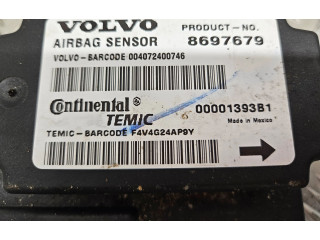 VOLVO PRODUCT-NO.
AIRBAG SENSOR 8697679
VOLVO-BARCODE 004072400746
Continental 00001393B1
TEMIC Made in Mexico
TEMIC-BARCODE F4V4G24AP9Y